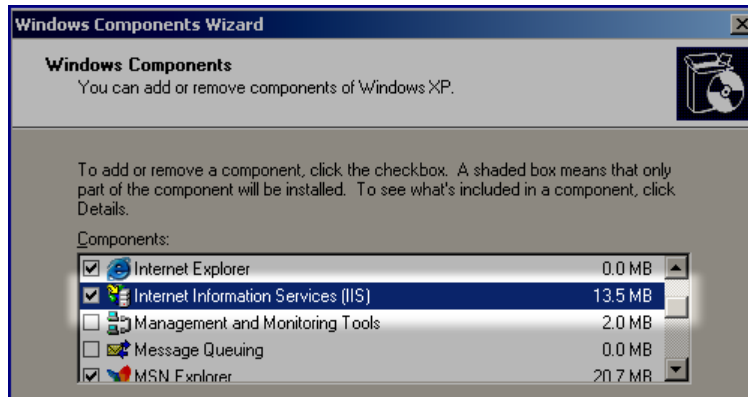 Windows Components Wizard
Windows Components
You can add or remove components of Windows XP.
To add or remove a component, click the checkbox. A shaded box means that only
part of the component will be installed. To see what's included in a component, click
Details.
Components:
Internet Explorer 0.0 MB
Internet Information Services (IIS) 13.5 MB
Management and Monitoring Tools 2.0 MB
Message Queuing 0.0 MB
MSN Explorer 20.7 MB